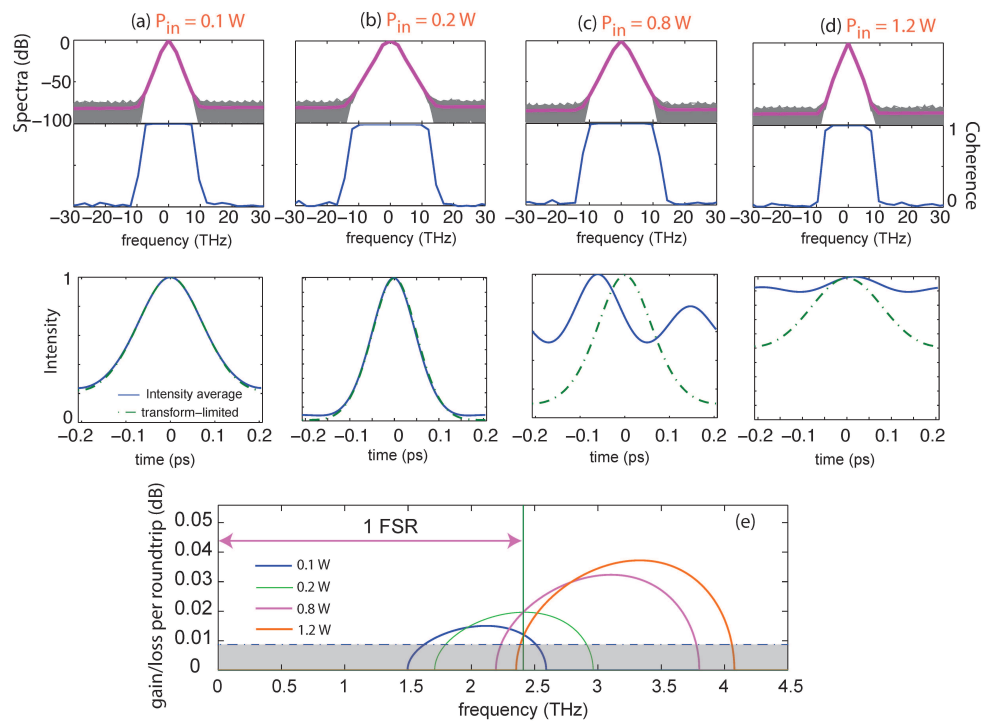 (a) P_in = 0.1 W
(b) P_in = 0.2 W
(c) P_in = 0.8 W
(d) P_in = 1.2 W
Spectra (dB)
0
−50
−100
1
0
Coherence
−30 −20 −10 0 10 20 30
−30 −20 −10 0 10 20 30
−30 −20 −10 0 10 20 30
−30 −20 −10 0 10 20 30
frequency (THz)
frequency (THz)
frequency (THz)
frequency (THz)
Intensity
1
0
Intensity average
transform−limited
−0.2 −0.1 0 0.1 0.2
−0.2 −0.1 0 0.1 0.2
−0.2 −0.1 0 0.1 0.2
−0.2 −0.1 0 0.1 0.2
time (ps)
time (ps)
time (ps)
time (ps)
gain/loss per roundtrip (dB)
0.05
0.04
0.03
0.02
0.01
0
(e)
1 FSR
0.1 W
0.2 W
0.8 W
1.2 W
0 0.5 1 1.5 2 2.5 3 3.5 4 4.5
frequency (THz)